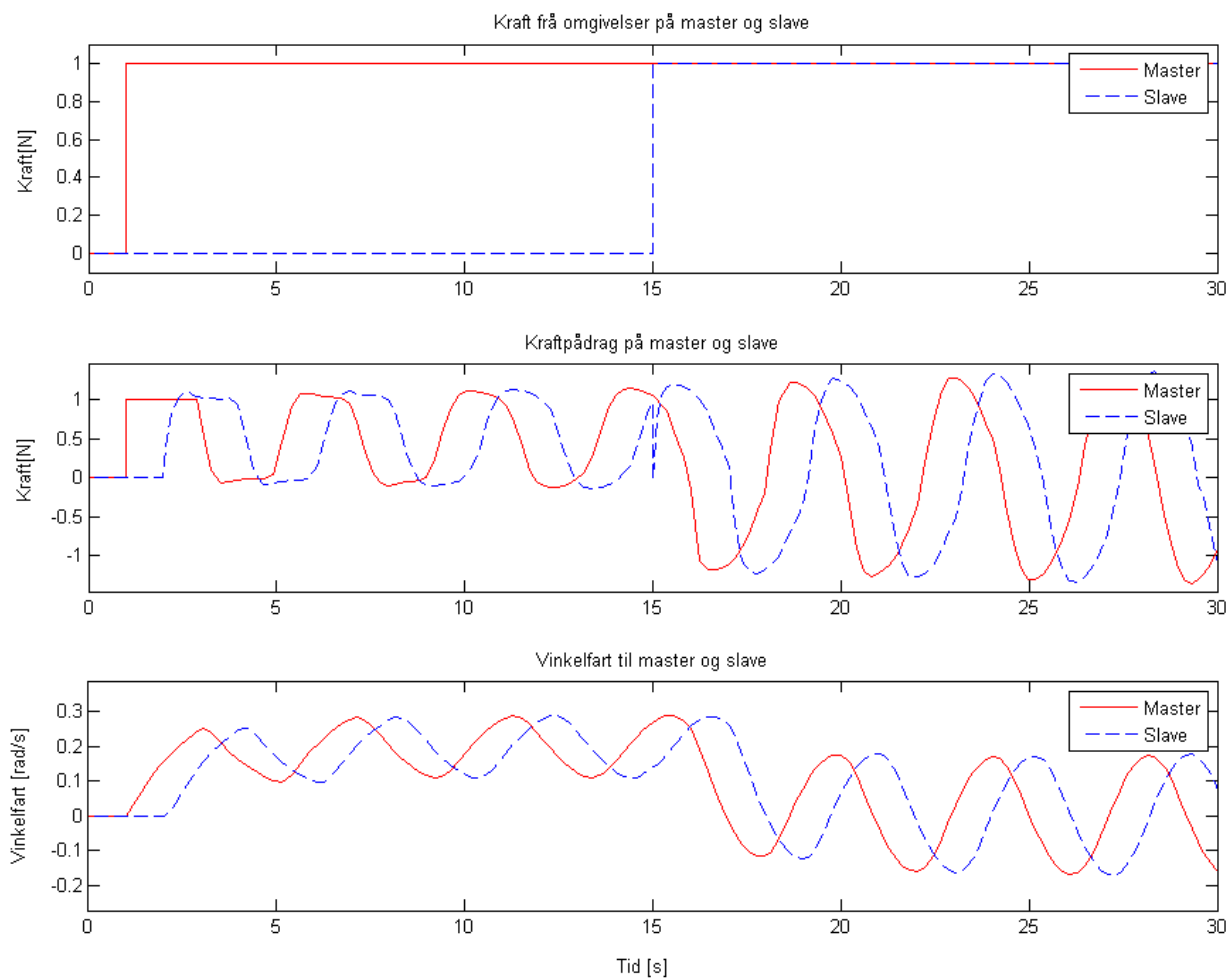 Kraft frå omgivelser på master og slave
1
0.8
0.6
0.4
0.2
0
Kraft[N]
Master
Slave
0 5 10 15 20 25 30
Kraftpådrag på master og slave
1
0.5
0
-0.5
-1
Kraft[N]
Master
Slave
0 5 10 15 20 25 30
Vinkelfart til master og slave
0.3
0.2
0.1
0
-0.1
-0.2
Vinkelfart [rad/s]
Master
Slave
0 5 10 15 20 25 30
Tid [s]